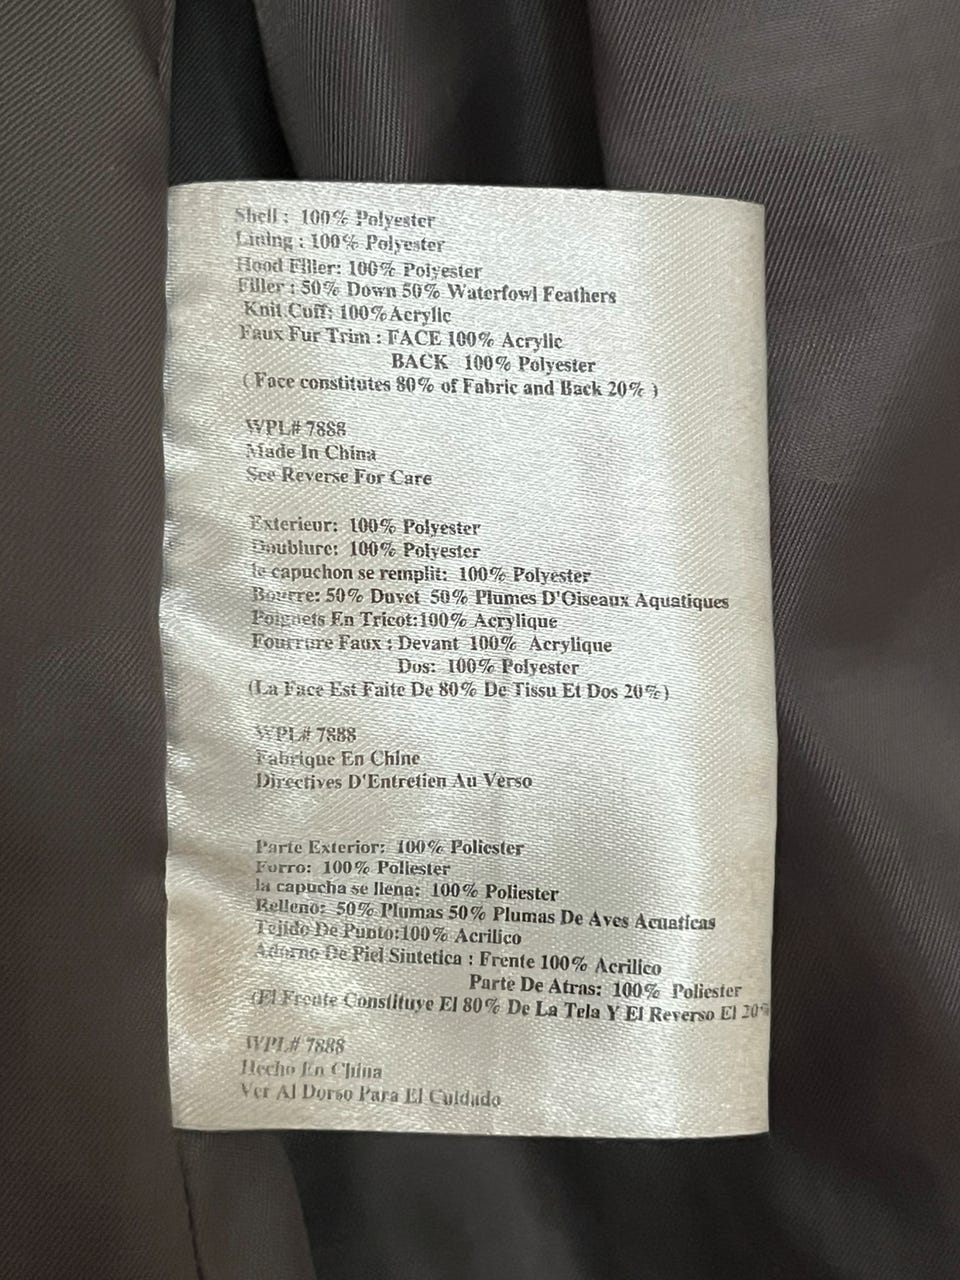 Shell : 100% Polyester
Lining : 100% Polyester
Hood Filler: 100% Polyester
Filler : 50% Down 50% Waterfowl Feathers
Knit Cuff: 100% Acrylic
Faux Fur Trim : FACE 100% Acrylic
BACK 100% Polyester
( Face constitutes 80% of Fabric and Back 20% )
WPL# 7888
Made In China
See Reverse For Care
Exterieur: 100% Polyester
Doublure: 100% Polyester
le capuchon se remplit: 100% Polyester
Bourre: 50% Duvet 50% Plumes D'Oiseaux Aquatiques
Poignets En Tricot:100% Acrylique
Fourrure Faux : Devant 100% Acrylique
Dos: 100% Polyester
(La Face Est Faite De 80% De Tissu Et Dos 20%)
WPL# 7888
Fabrique En Chine
Directives D'Entretien Au Verso
Parte Exterior: 100% Poliester
Forro: 100% Poliester
la capucha se llena: 100% Poliester
Relleno: 50% Plumas 50% Plumas De Aves Acuaticas
Tejido De Punto:100% Acrilico
Adorno De Piel Sintetica : Frente 100% Acrilico
Parte De Atras: 100% Poliester
(El Frente Constituye El 80% De La Tela Y El Reverso El 20%
WPL# 7888
Hecho En China
Ver Al Dorso Para El Cuidado